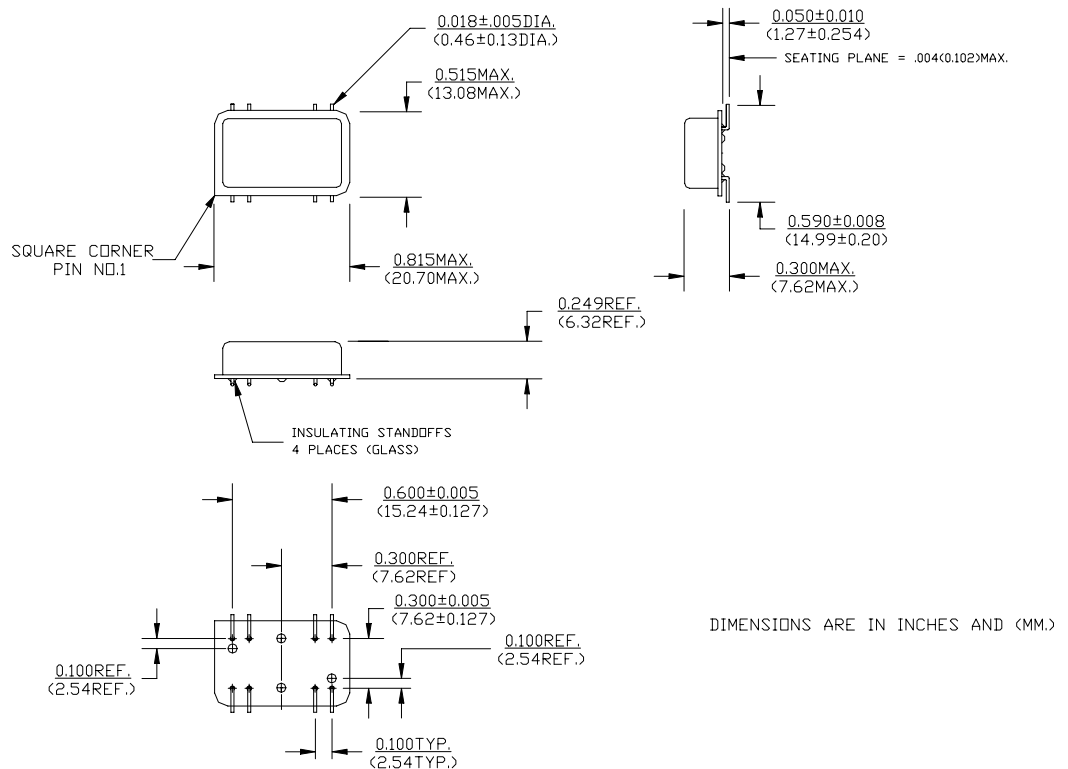 0.018±.005DIA.
(0.46±0.13DIA.)
0.515MAX.
(13.08MAX.)
SQUARE CORNER
PIN NO.1
0.815MAX.
(20.70MAX.)
0.050±0.010
(1.27±0.254)
SEATING PLANE = .004(0.102)MAX.
0.590±0.008
(14.99±0.20)
0.300MAX.
(7.62MAX.)
0.249REF.
(6.32REF.)
INSULATING STANDOFFS
4 PLACES (GLASS)
0.600±0.005
(15.24±0.127)
0.300REF.
(7.62REF)
0.300±0.005
(7.62±0.127)
0.100REF.
(2.54REF.)
0.100REF.
(2.54REF.)
0.100TYP.
(2.54TYP.)
DIMENSIONS ARE IN INCHES AND (MM.)